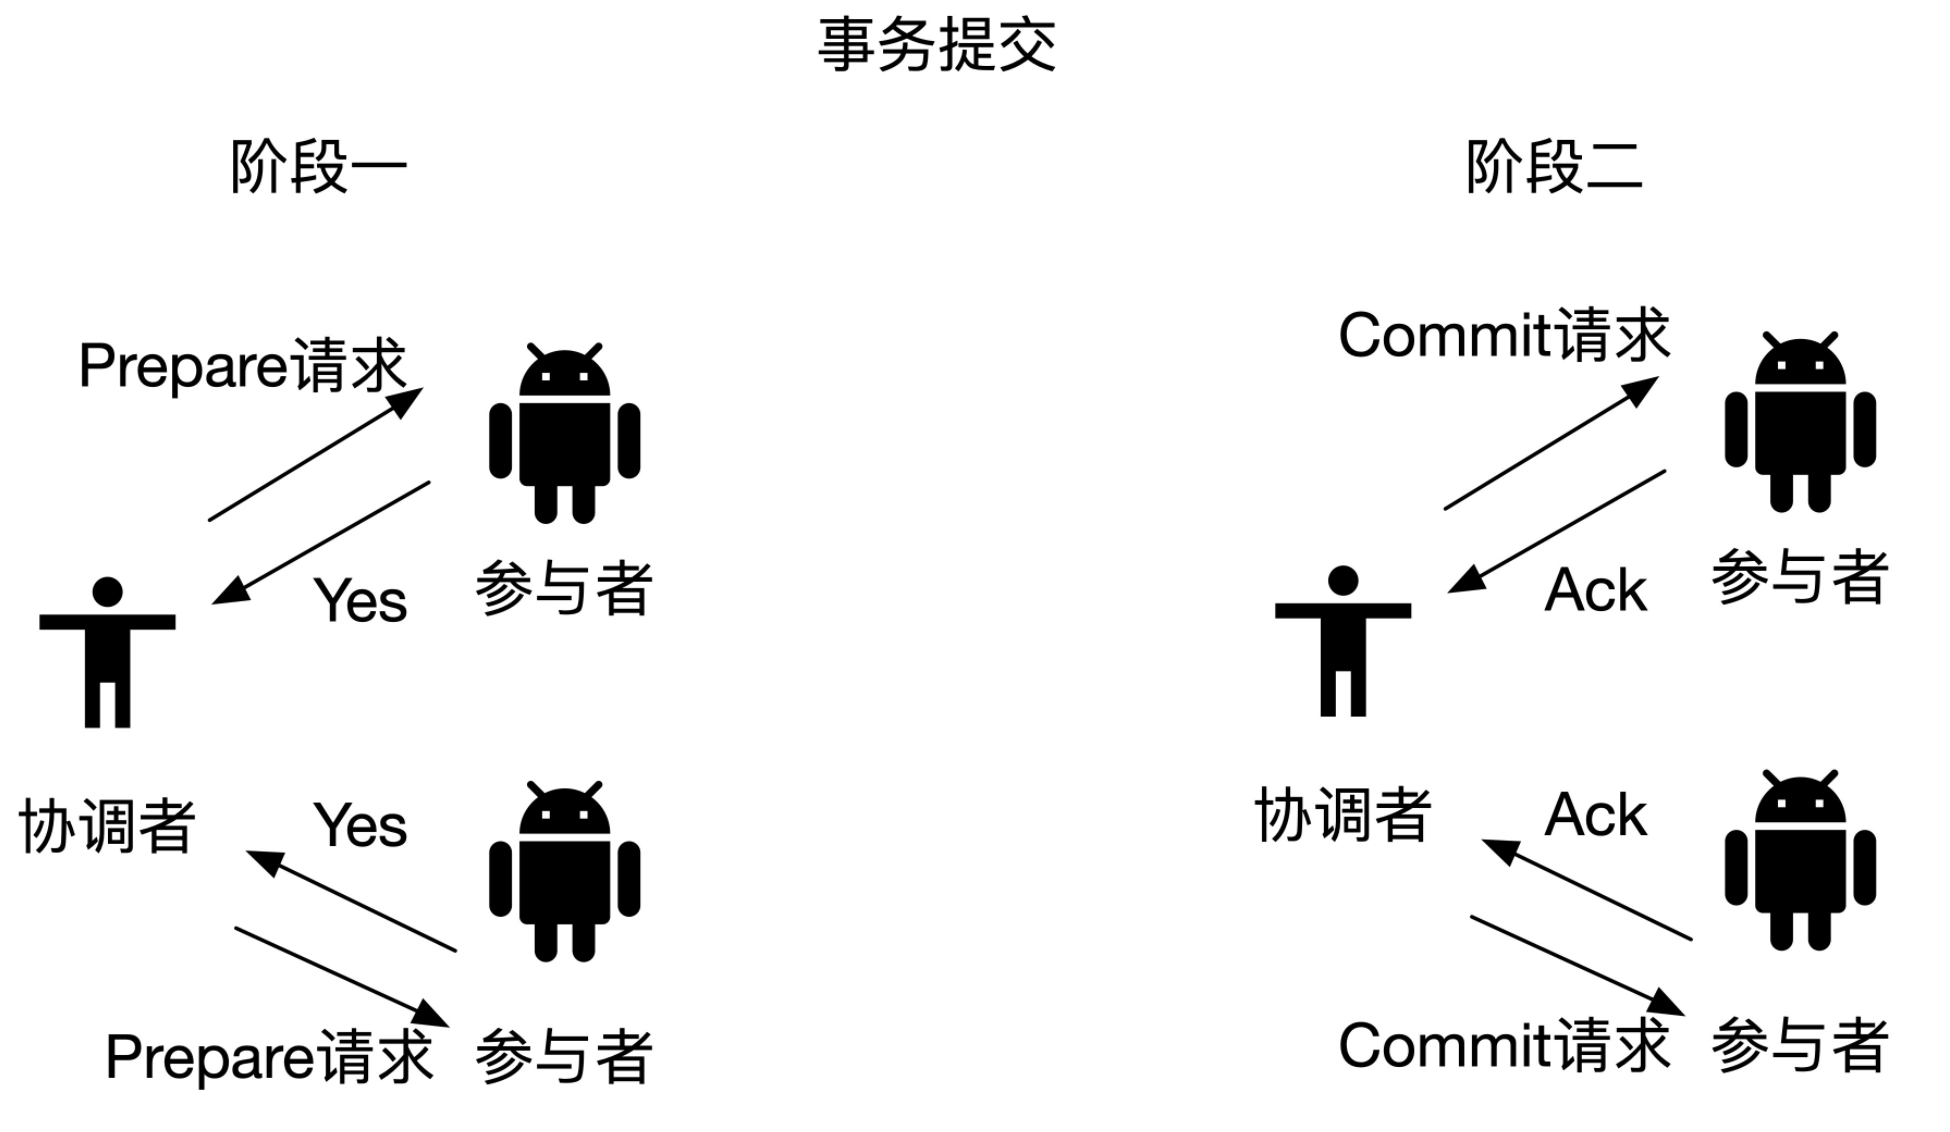 事务提交
阶段一
阶段二
Prepare请求
Yes
参与者
协调者
Yes
Prepare请求
参与者
Commit请求
Ack
参与者
协调者
Ack
Commit请求
参与者